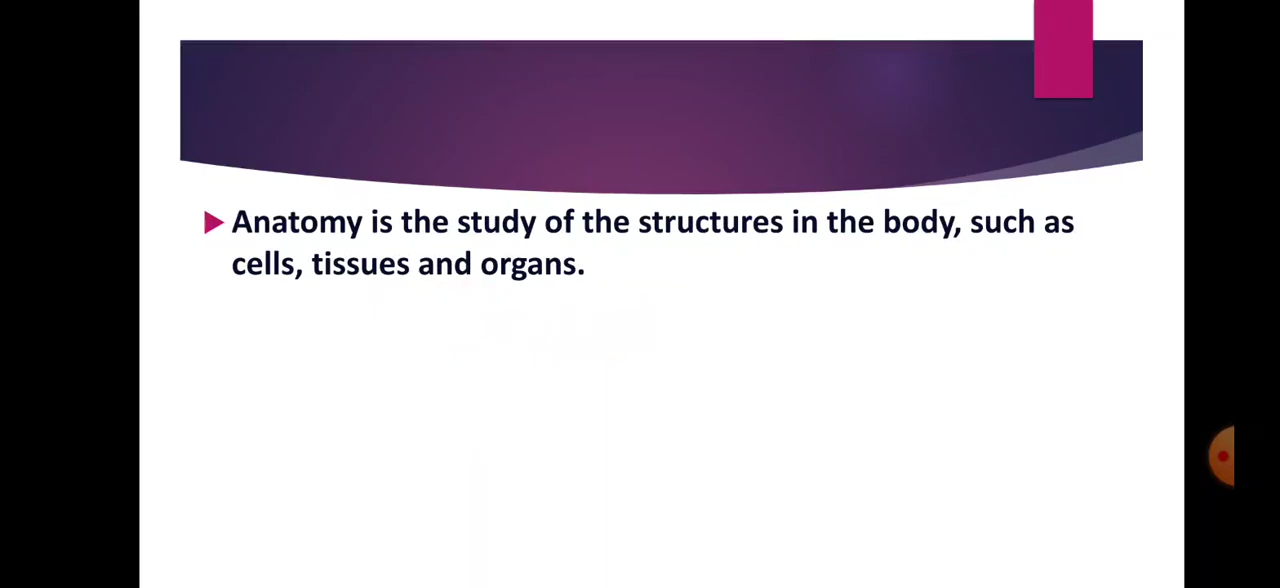 Anatomy is the study of the structures in the body, such as
cells, tissues and organs.